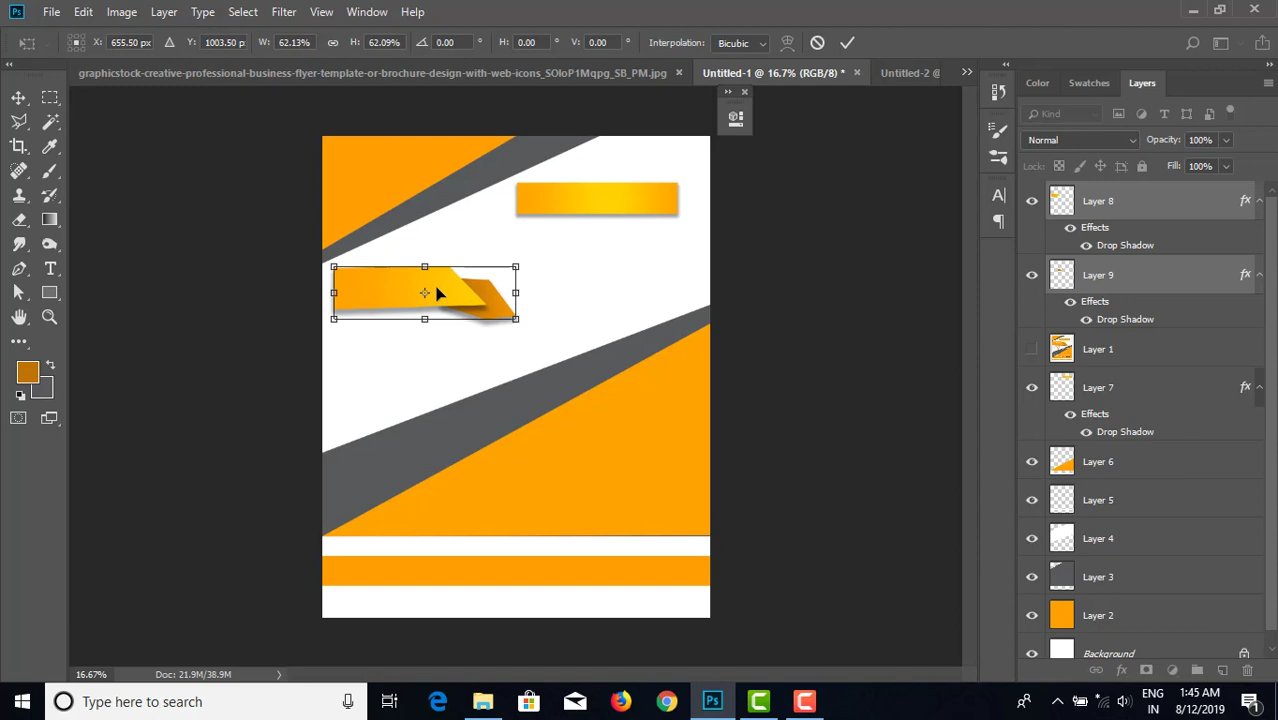 Ps File Edit Image Layer Type Select Filter View Window Help
X: 655.50 px Y: 1003.50 px W: 62.13% H: 62.09% 0.00 ° H: 0.00 ° V: 0.00 ° Interpolation: Bicubic
graphicstock-creative-professional-business-flyer-template-or-brochure-design-with-web-icons_SOIoP1Mqpg_SB_PM.jpg × Untitled-1 @ 16.7% (RGB/8) * × Untitled-2 @
Color Swatches Layers
Kind
Normal Opacity: 100%
Lock: Fill: 100%
Layer 8 fx
Effects
Drop Shadow
Layer 9 fx
Effects
Drop Shadow
Layer 1
Layer 7 fx
Effects
Drop Shadow
Layer 6
Layer 5
Layer 4
Layer 3
Layer 2
Background
16.67% Doc: 21.9M/38.9M
Type here to search
ENG
IN
1:45 AM
8/12/2019